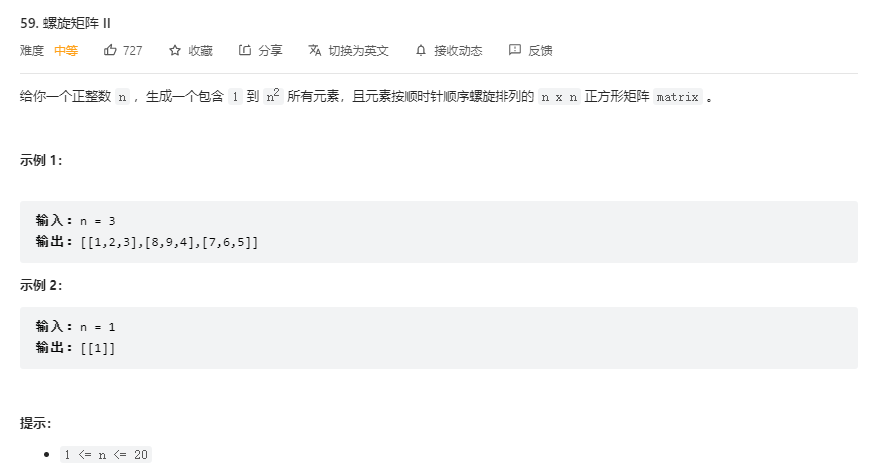 59. 螺旋矩阵 II
难度 中等 727 收藏 分享 切换为英文 接收动态 反馈
给你一个正整数 n ，生成一个包含 1 到 n² 所有元素，且元素按顺时针顺序螺旋排列的 n x n 正方形矩阵 matrix 。
示例 1：
输入：n = 3
输出：[[1,2,3],[8,9,4],[7,6,5]]
示例 2：
输入：n = 1
输出：[[1]]
提示：
1 <= n <= 20